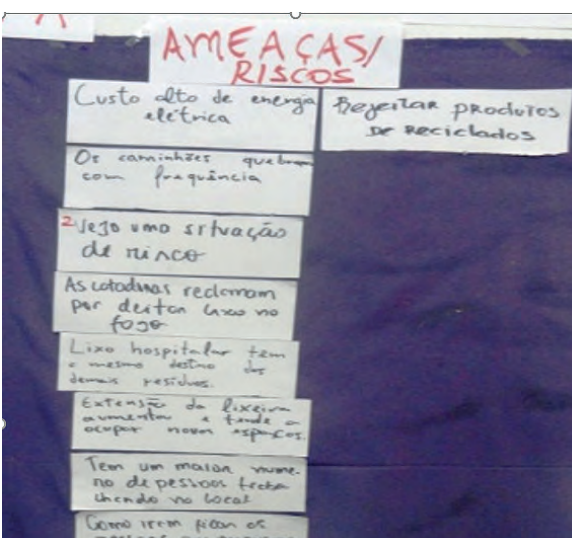 AMEAÇAS/
RISCOS
Custo alto de energia
elétrica
Rejeitar produtos
de reciclados
Os caminhões quebram
com frequência
2 Vejo uma situação
de risco
As catadoras reclamam
por deitar lixo no
fogo
Lixo hospitalar tem
o mesmo destino dos
demais resíduos.
Extensão da lixeira
aumentou e tende a
ocupar novos espaços.
Tem um maior nume-
ro de pessoas traba
lhando no local
Como irem ficar os